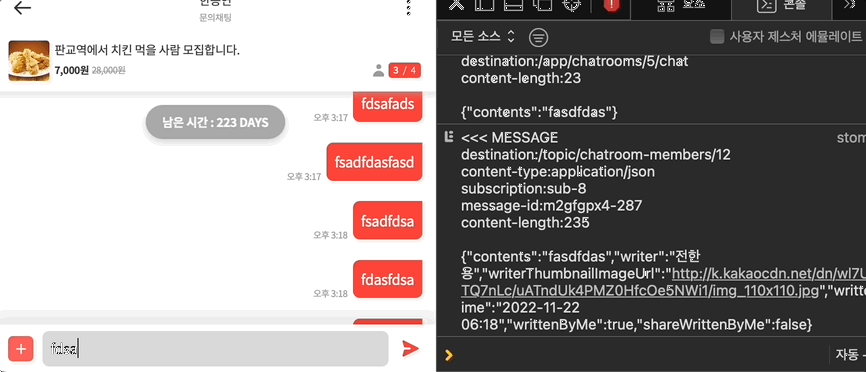 문의채팅
판교역에서 치킨 먹을 사람 모집합니다.
7,000원 28,000원
3 / 4
fdsafads
오후 3:17
남은 시간 : 223 DAYS
fsadfdasfasd
오후 3:17
fsadfdsa
오후 3:18
fdasfdsa
오후 3:18
fdsa
콘솔
모든 소스
사용자 제스처 에뮬레이트
destination:/app/chatrooms/5/chat
content-length:23
{"contents":"fasdfdas"}
<<< MESSAGE
stom
destination:/topic/chatroom-members/12
content-type:application/json
subscription:sub-8
message-id:m2gfgpx4-287
content-length:235
{"contents":"fasdfdas","writer":"전한
용","writerThumbnailImageUrl":"http://k.kakaocdn.net/dn/wl7U
TQ7nLc/uATndUk4PMZ0HfcOe5NWi1/img_110x110.jpg","writt
ime":"2022-11-22
06:18","writtenByMe":true,"shareWrittenByMe":false}
자동